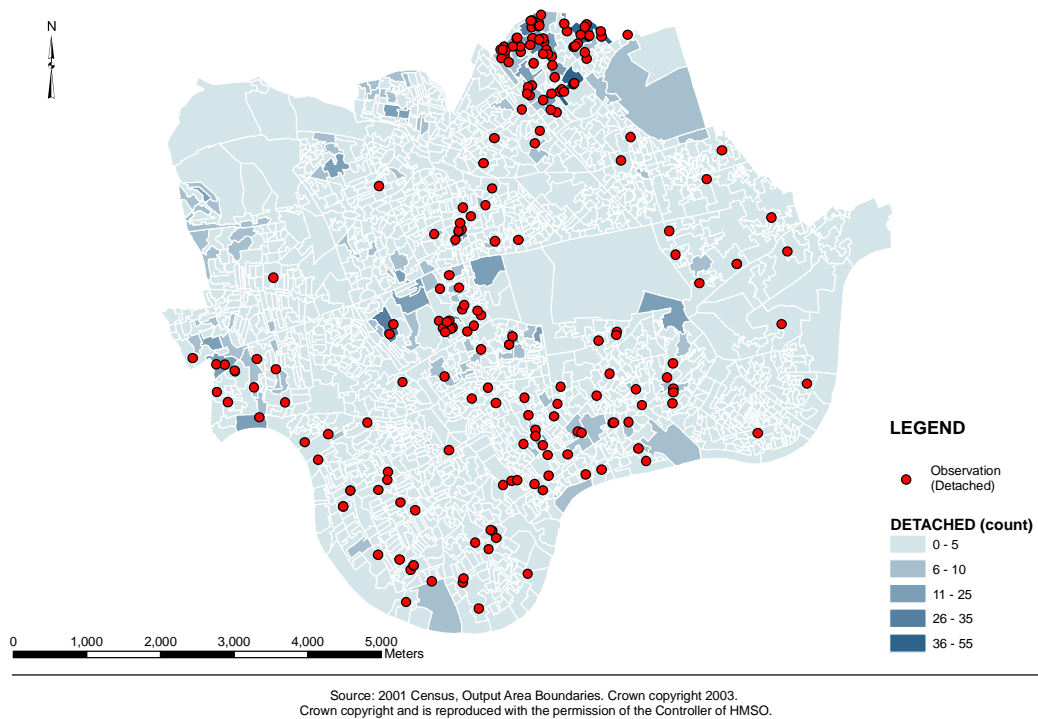 N
LEGEND
Observation
(Detached)
DETACHED (count)
0 - 5
6 - 10
11 - 25
26 - 35
36 - 55
0 1,000 2,000 3,000 4,000 5,000
Meters
Source: 2001 Census, Output Area Boundaries. Crown copyright 2003.
Crown copyright and is reproduced with the permission of the Controller of HMSO.